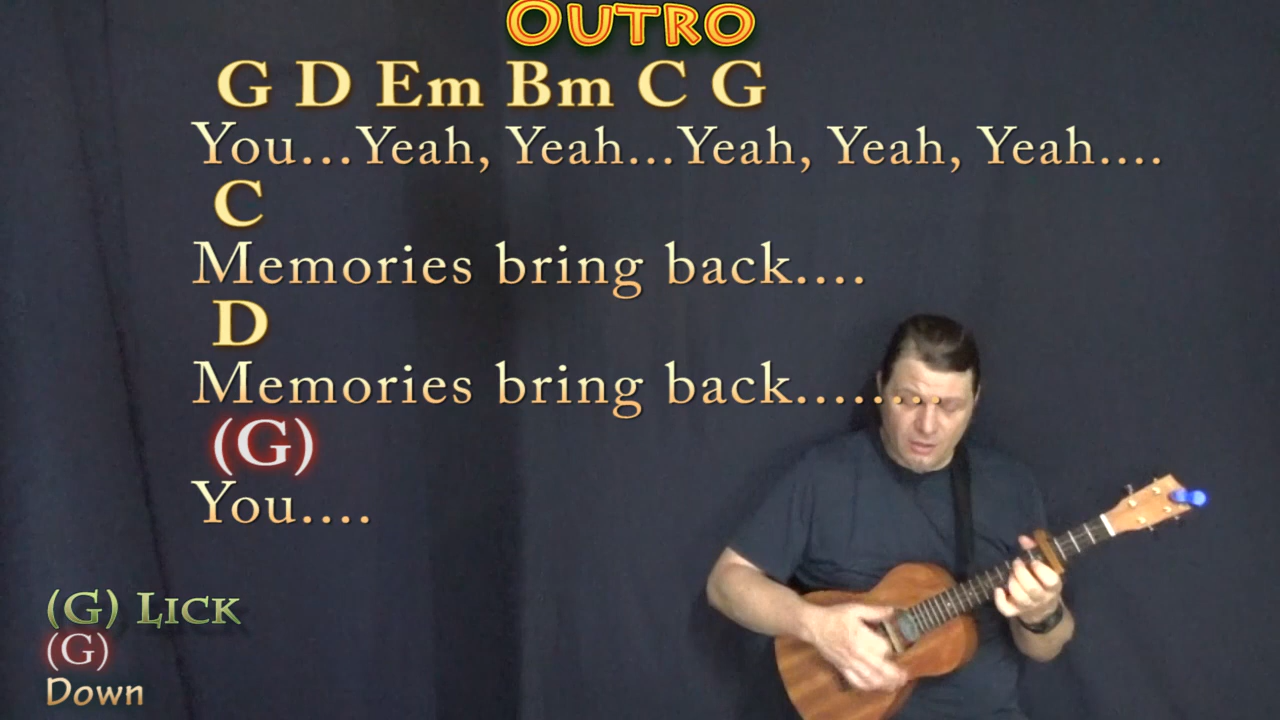 OUTRO
G D Em Bm C G
You...Yeah, Yeah...Yeah, Yeah, Yeah....
C
Memories bring back....
D
Memories bring back........
(G)
You....
(G) LICK
(G)
Down